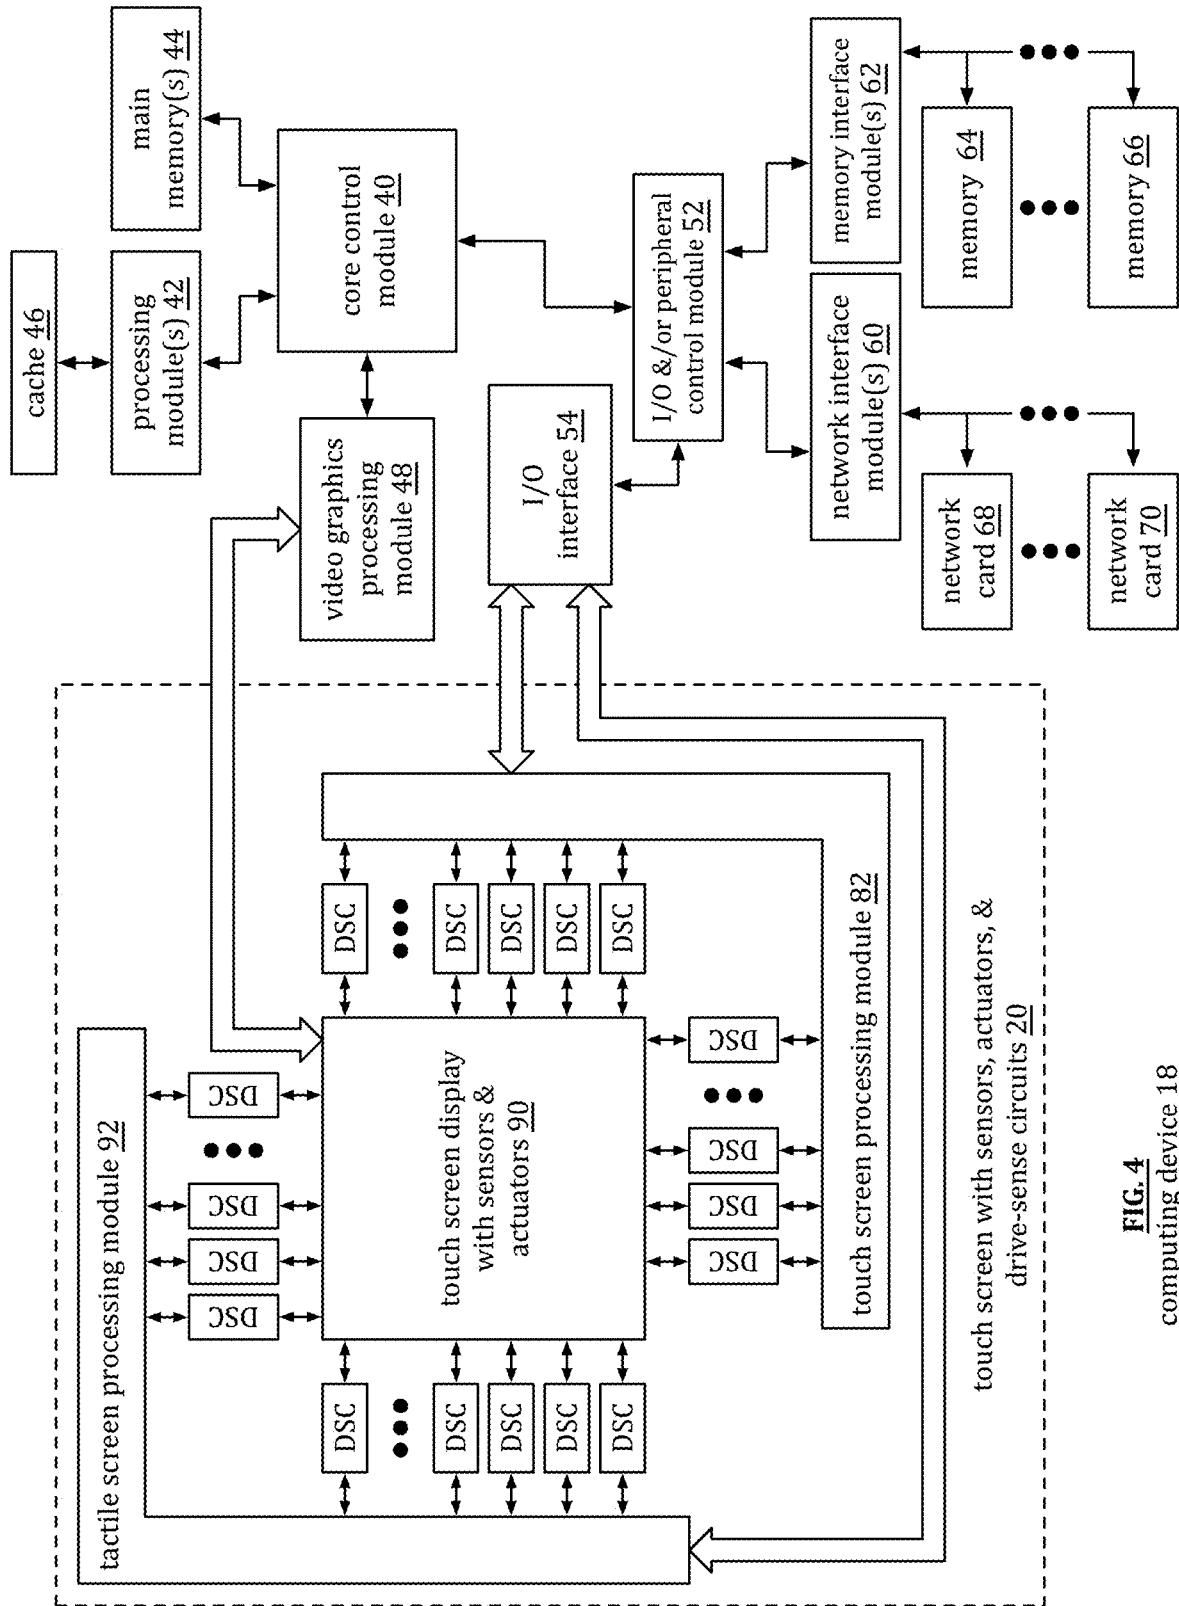 main
memory(s) 44
cache 46
processing
module(s) 42
core control
module 40
video graphics
processing
module 48
I/O
interface 54
I/O &/or peripheral
control module 52
memory interface
module(s) 62
memory 64
memory 66
network interface
module(s) 60
network
card 68
network
card 70
tactile screen processing module 92
DSC
DSC
DSC
DSC
DSC
DSC
DSC
DSC
DSC
touch screen display
with sensors &
actuators 90
DSC
DSC
DSC
DSC
DSC
DSC
DSC
DSC
DSC
touch screen processing module 82
touch screen with sensors, actuators, &
drive-sense circuits 20
FIG. 4
computing device 18